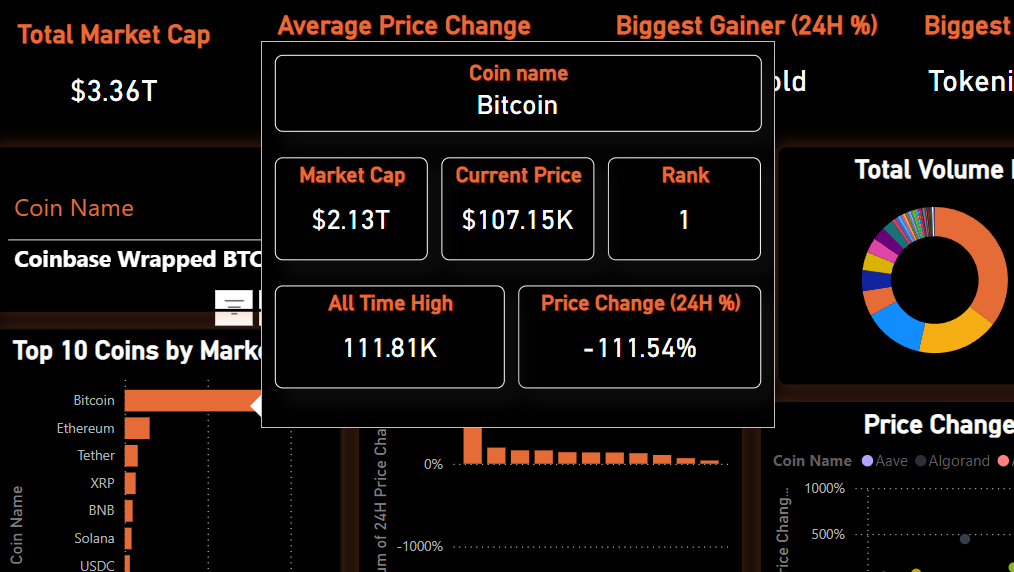 Total Market Cap
$3.36T
Average Price Change
Biggest Gainer (24H %)
old
Biggest
Tokeni
Coin name
Bitcoin
Market Cap
$2.13T
Current Price
$107.15K
Rank
1
All Time High
111.81K
Price Change (24H %)
-111.54%
Coin Name
Coinbase Wrapped BTC
Total Volume
Top 10 Coins by Marke
Bitcoin
Ethereum
Tether
XRP
BNB
Solana
USDC
Coin Name
um of 24H Price Cha
0%
-1000%
Price Change
Coin Name
Aave
Algorand
1000%
500%
rice Chang...